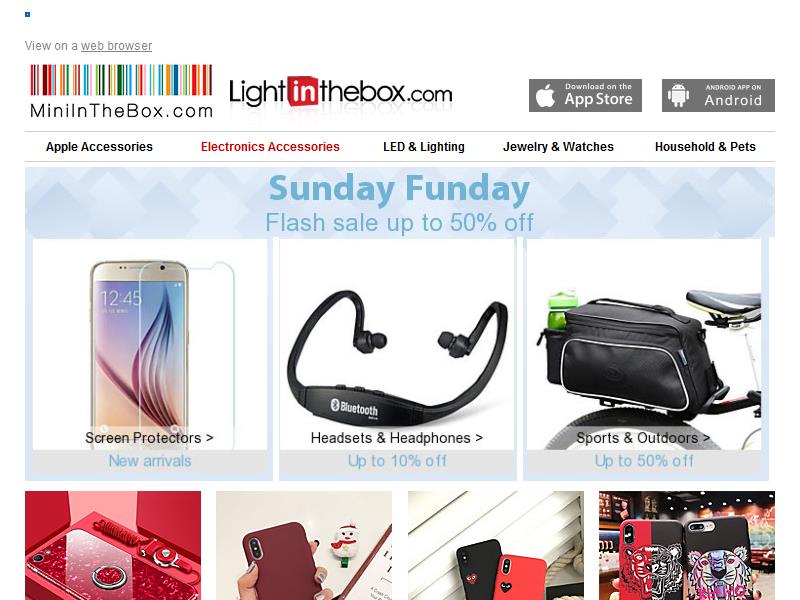 View on a web browser
MiniInTheBox.com
Lightinthebox.com
Download on the
App Store
ANDROID APP ON
Android
Apple Accessories
Electronics Accessories
LED & Lighting
Jewelry & Watches
Household & Pets
Sunday Funday
Flash sale up to 50% off
12:45
Bluetooth
Screen Protectors >
Headsets & Headphones >
Sports & Outdoors >
New arrivals
Up to 10% off
Up to 50% off